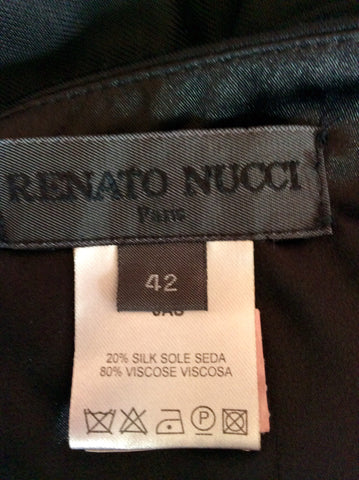 RENATO NUCCI
Paris
42
20% SILK SOLE SEDA
80% VISCOSE VISCOSA
P